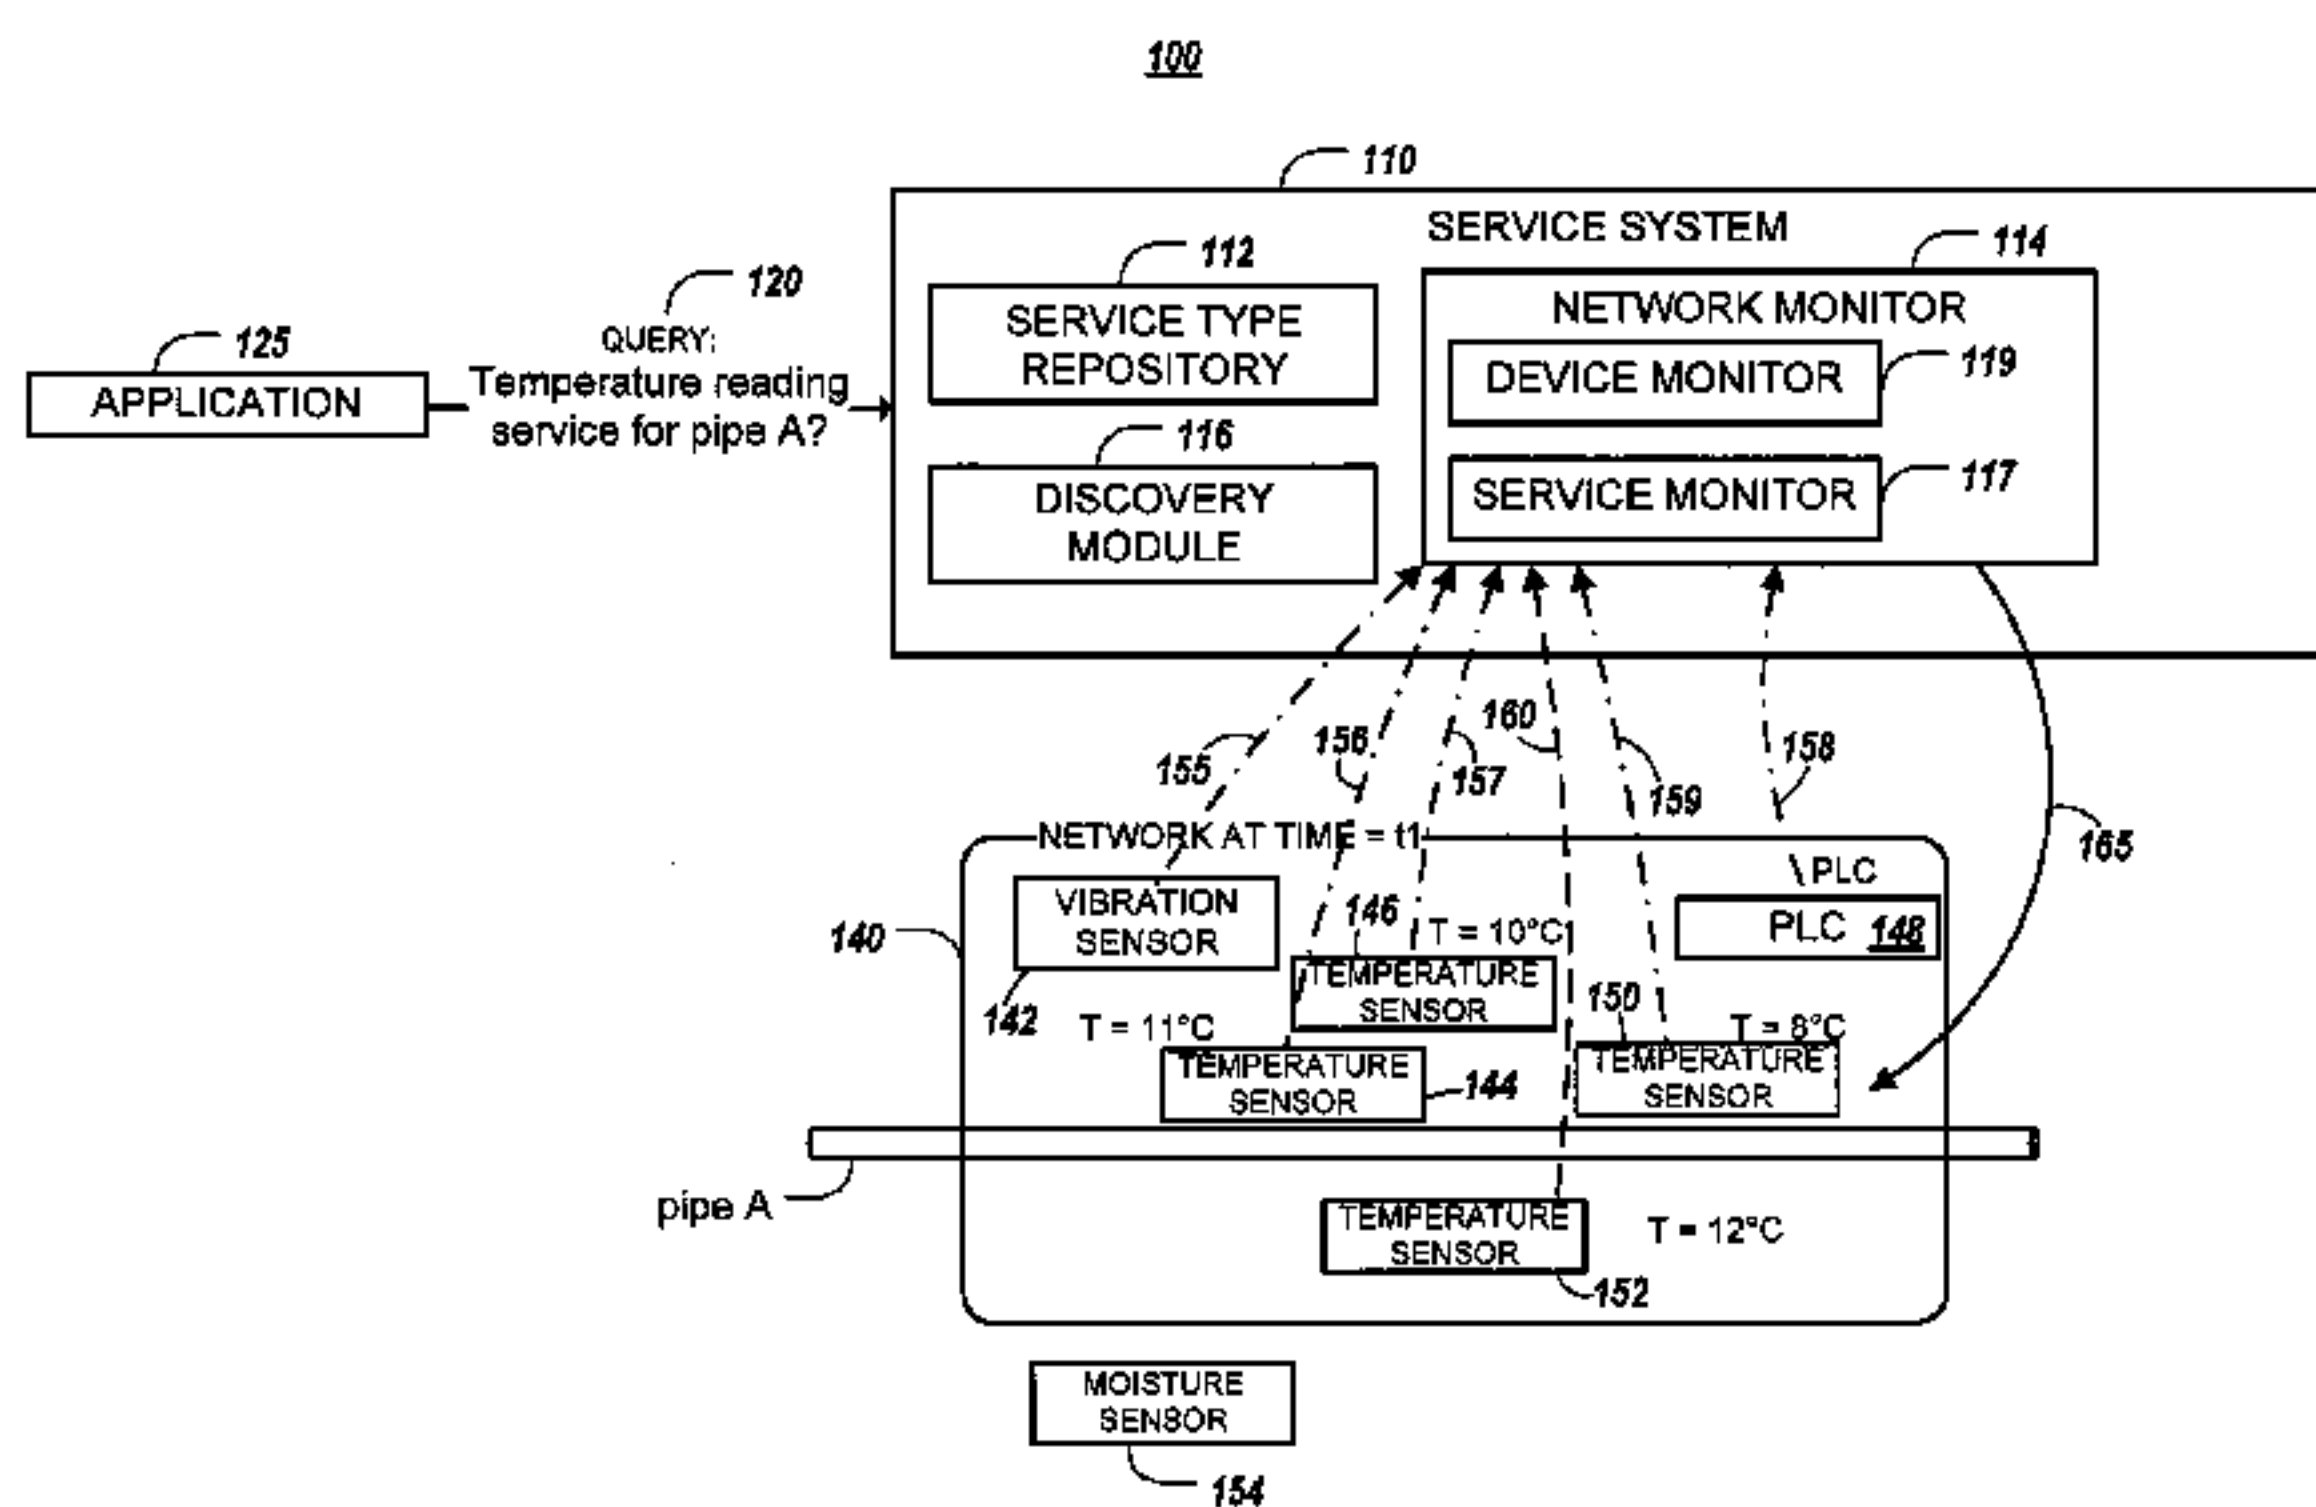 100
110
SERVICE SYSTEM
112
114
120
SERVICE TYPE
REPOSITORY
NETWORK MONITOR
125
QUERY:
119
APPLICATION
Temperature reading
service for pipe A?
DEVICE MONITOR
116
117
DISCOVERY
MODULE
SERVICE MONITOR
155
156
157
160
159
158
165
NETWORK AT TIME = t1
\ PLC
VIBRATION
SENSOR
146
T = 10°C
PLC 148
140
142
TEMPERATURE
SENSOR
150
T = 11°C
T = 8°C
TEMPERATURE
SENSOR
144
TEMPERATURE
SENSOR
pipe A
TEMPERATURE
SENSOR
T = 12°C
152
MOISTURE
SENSOR
154